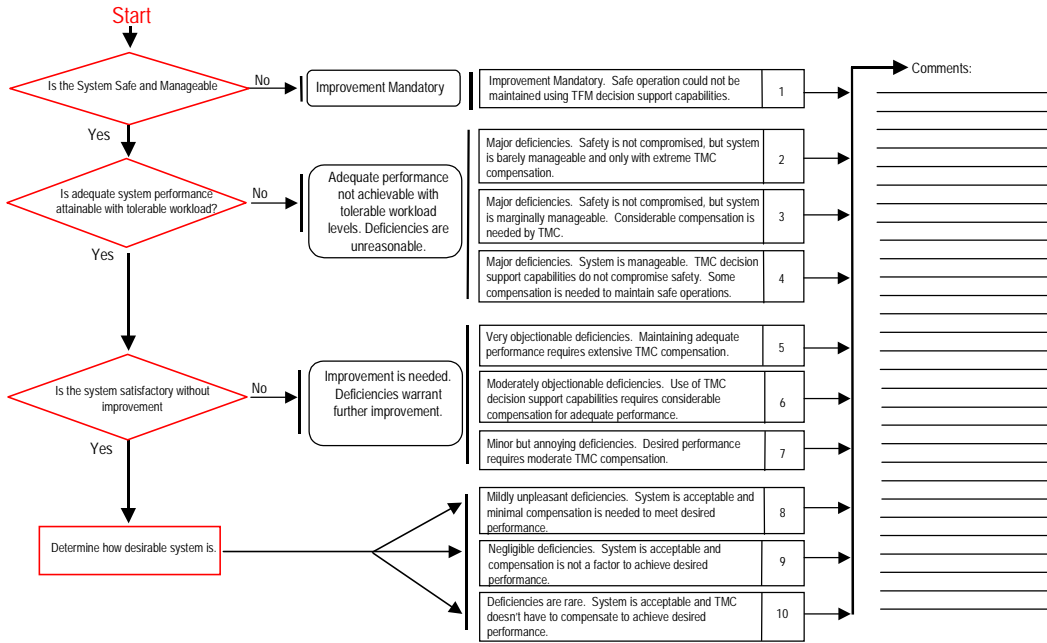 Start
Comments:
Is the System Safe and Manageable
No
Improvement Mandatory
Improvement Mandatory. Safe operation could not be
maintained using TFM decision support capabilities.
1
Yes
Is adequate system performance
attainable with tolerable workload?
No
Adequate performance
not achievable with
tolerable workload
levels. Deficiencies are
unreasonable.
Major deficiencies. Safety is not compromised, but system
is barely manageable and only with extreme TMC
compensation.
2
Major deficiencies. Safety is not compromised, but system
is marginally manageable. Considerable compensation is
needed by TMC.
3
Major deficiencies. System is manageable. TMC decision
support capabilities do not compromise safety. Some
compensation is needed to maintain safe operations.
4
Yes
Is the system satisfactory without
improvement
No
Improvement is needed.
Deficiencies warrant
further improvement.
Very objectionable deficiencies. Maintaining adequate
performance requires extensive TMC compensation.
5
Moderately objectionable deficiencies. Use of TMC
decision support capabilities requires considerable
compensation for adequate performance.
6
Minor but annoying deficiencies. Desired performance
requires moderate TMC compensation.
7
Yes
Determine how desirable system is.
Mildly unpleasant deficiencies. System is acceptable and
minimal compensation is needed to meet desired
performance.
8
Negligible deficiencies. System is acceptable and
compensation is not a factor to achieve desired
performance.
9
Deficiencies are rare. System is acceptable and TMC
doesn't have to compensate to achieve desired
performance.
10